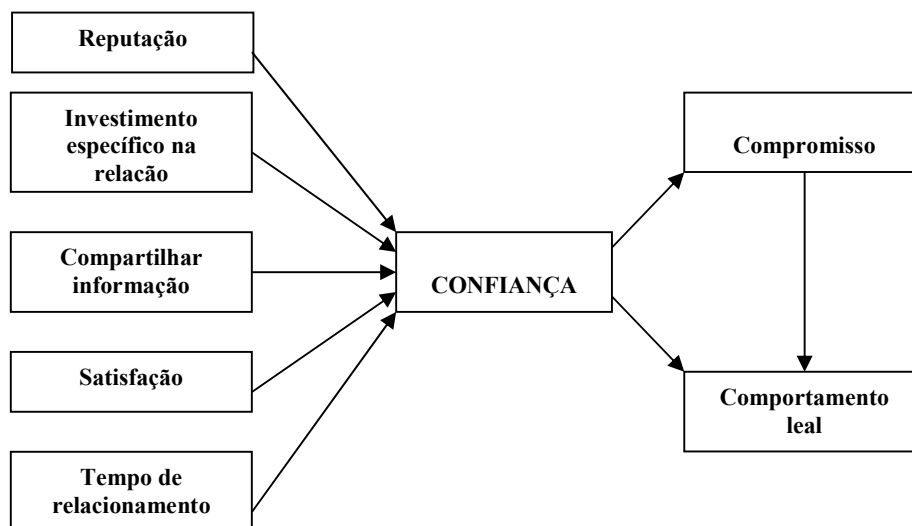 Reputação
Investimento
específico na
relação
Compartilhar
informação
Satisfação
Tempo de
relacionamento
CONFIANÇA
Compromisso
Comportamento
leal